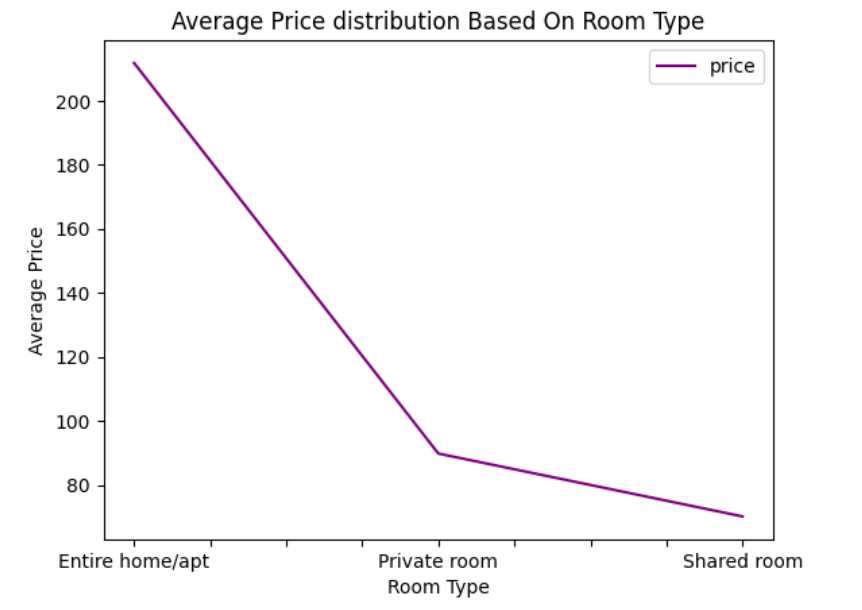 Average Price distribution Based On Room Type
price
200
180
160
140
120
100
80
Average Price
Entire home/apt
Private room
Shared room
Room Type